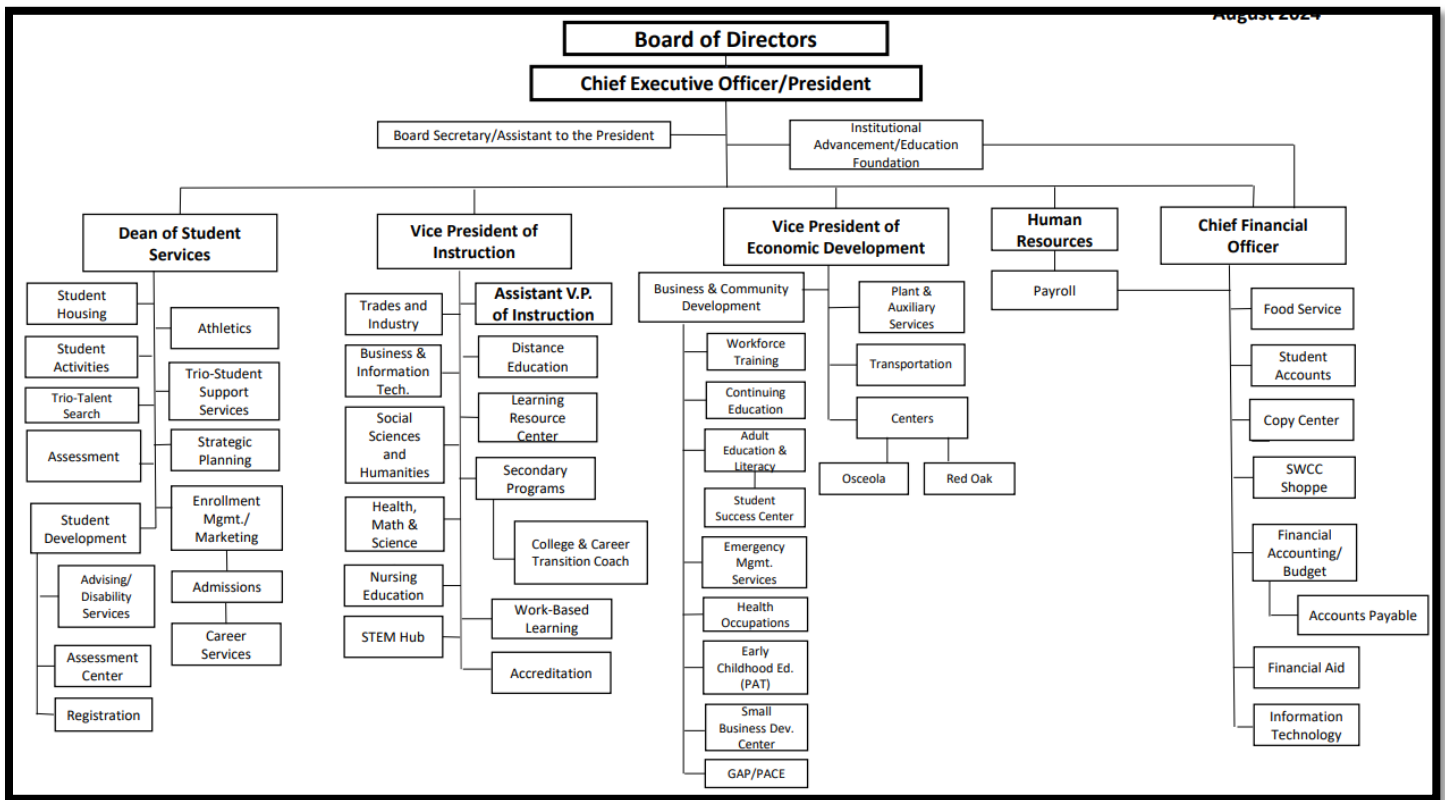 August 2024
Board of Directors
Chief Executive Officer/President
Board Secretary/Assistant to the President
Institutional
Advancement/Education
Foundation
Dean of Student
Services
Student
Housing
Athletics
Student
Activities
Trio-Student
Support
Services
Trio-Talent
Search
Strategic
Planning
Assessment
Enrollment
Mgmt./
Marketing
Student
Development
Advising/
Disability
Services
Admissions
Career
Services
Assessment
Center
Registration
Vice President of
Instruction
Trades and
Industry
Assistant V.P.
of Instruction
Business &
Information
Tech.
Distance
Education
Learning
Resource
Center
Social
Sciences
and
Humanities
Secondary
Programs
Health,
Math &
Science
College & Career
Transition Coach
Nursing
Education
Work-Based
Learning
STEM Hub
Accreditation
Vice President of
Economic Development
Business & Community
Development
Plant &
Auxiliary
Services
Workforce
Training
Transportation
Continuing
Education
Centers
Adult
Education &
Literacy
Osceola
Red Oak
Student
Success Center
Emergency
Mgmt.
Services
Health
Occupations
Early
Childhood Ed.
(PAT)
Small
Business Dev.
Center
GAP/PACE
Human
Resources
Payroll
Chief Financial
Officer
Food Service
Student
Accounts
Copy Center
SWCC
Shoppe
Financial
Accounting/
Budget
Accounts Payable
Financial Aid
Information
Technology